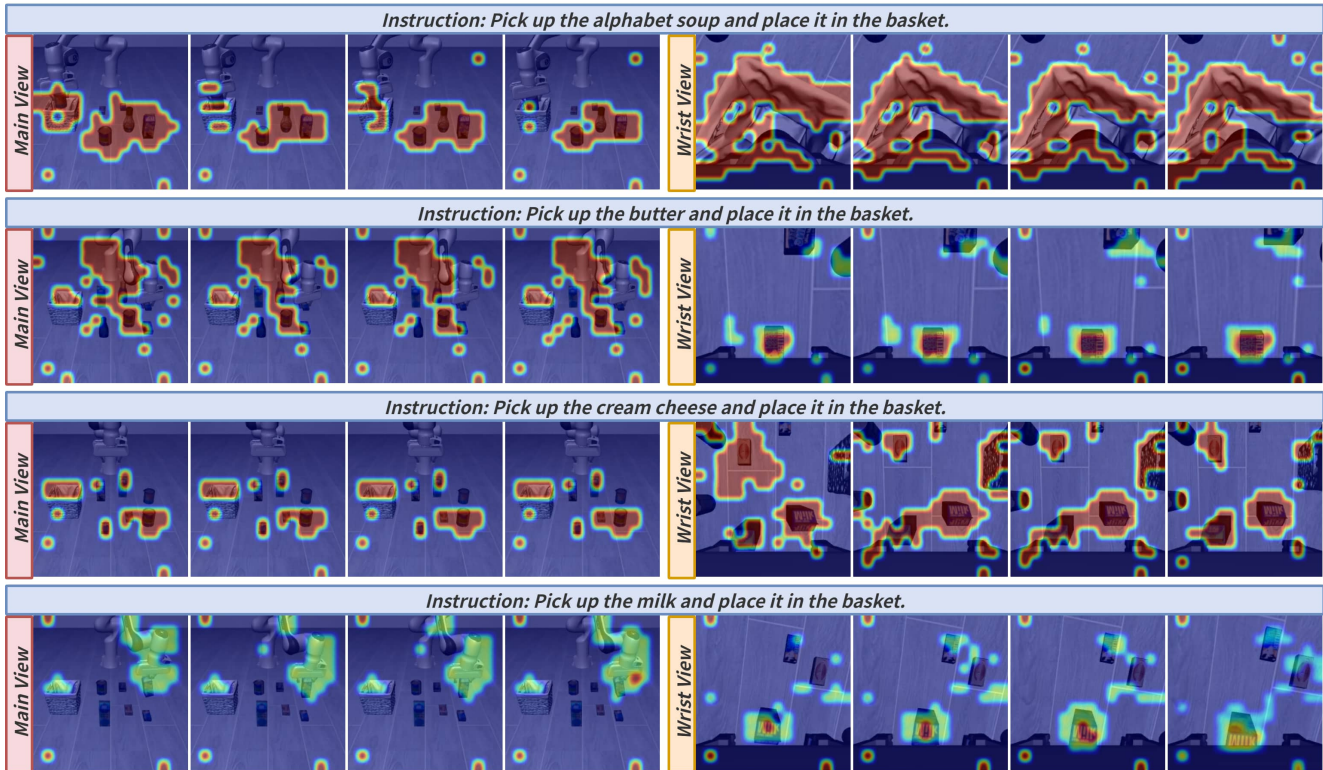 Instruction: Pick up the alphabet soup and place it in the basket.
Main View
Wrist View
Instruction: Pick up the butter and place it in the basket.
Main View
Wrist View
Instruction: Pick up the cream cheese and place it in the basket.
Main View
Wrist View
Instruction: Pick up the milk and place it in the basket.
Main View
Wrist View